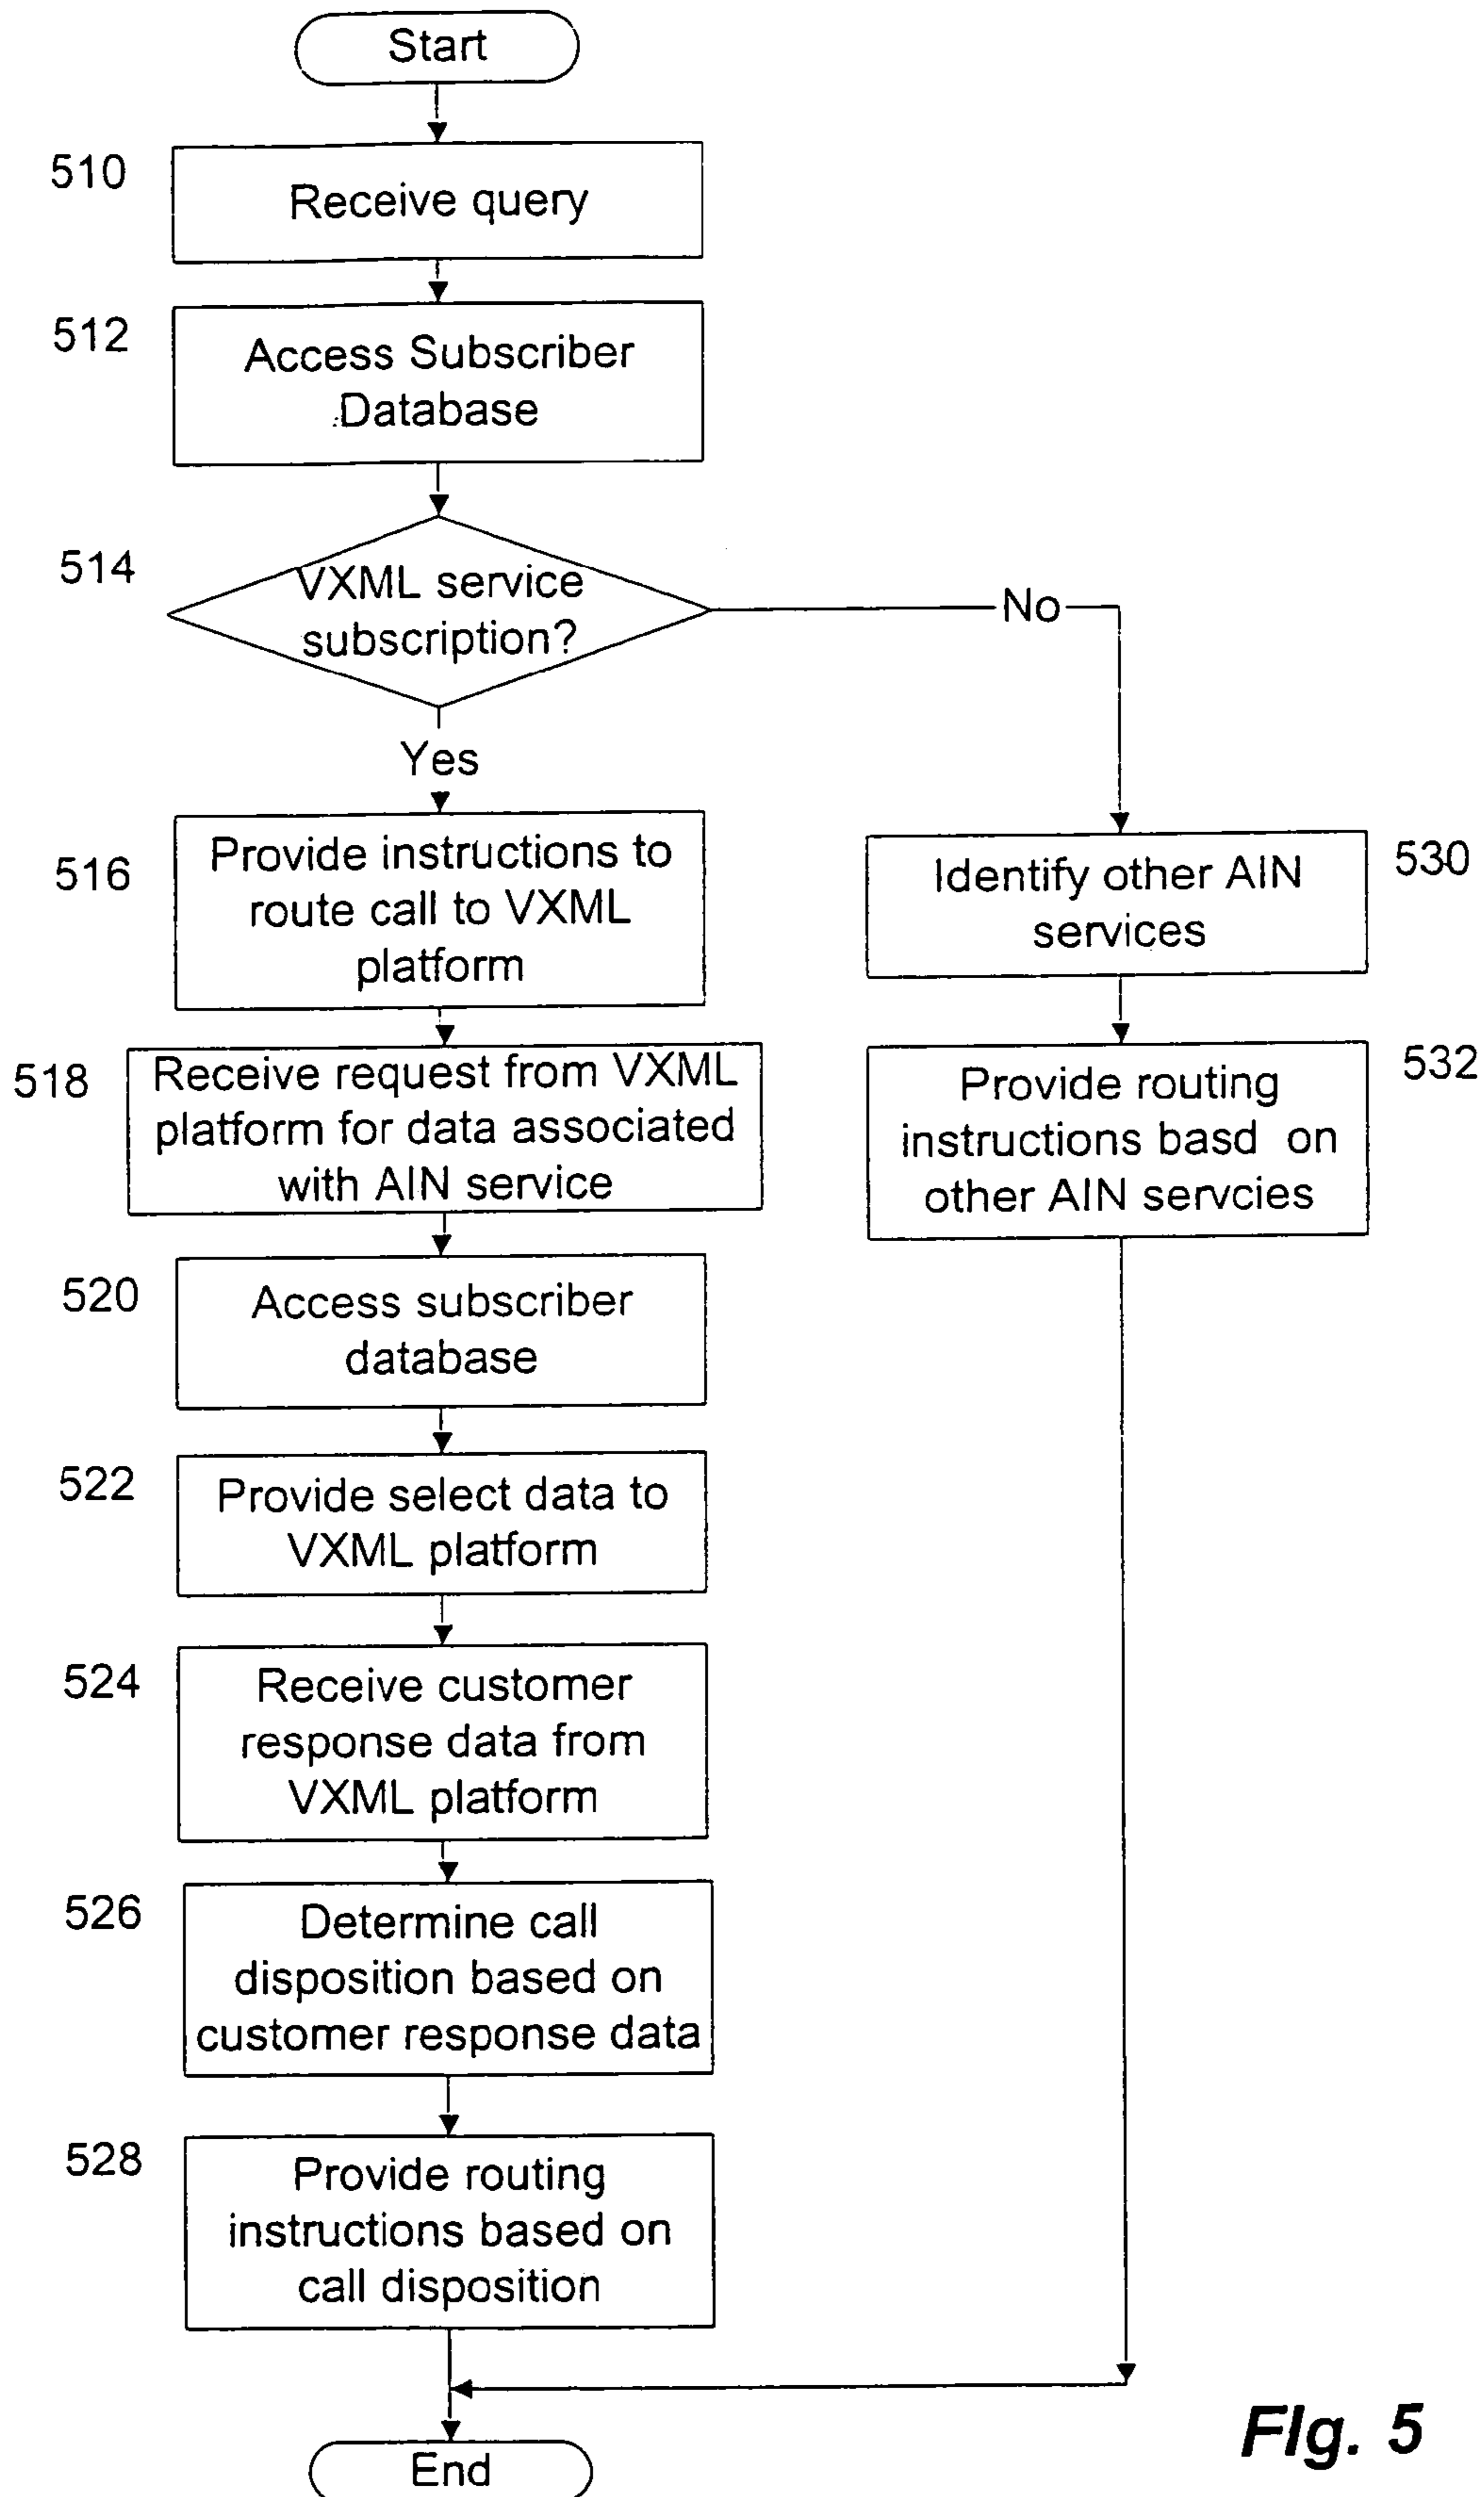 Start
510
Receive query
512
Access Subscriber
Database
514
VXML service
subscription?
No
Yes
516
Provide instructions to
route call to VXML
platform
530
Identify other AIN
services
518
Receive request from VXML
platform for data associated
with AIN service
532
Provide routing
instructions basd on
other AIN servcies
520
Access subscriber
database
522
Provide select data to
VXML platform
524
Receive customer
response data from
VXML platform
526
Determine call
disposition based on
customer response data
528
Provide routing
instructions based on
call disposition
End
FIg. 5